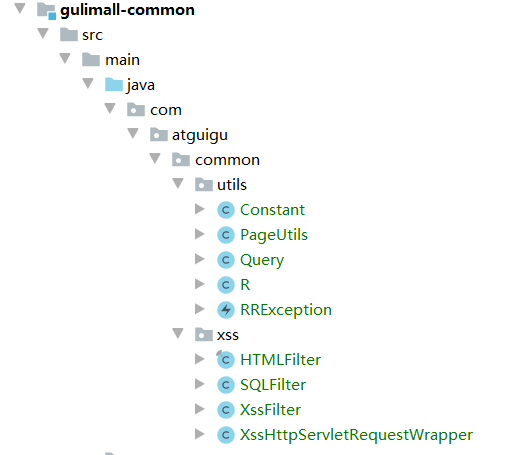 gulimall-common
src
main
java
com
atguigu
common
utils
Constant
PageUtils
Query
R
RRException
xss
HTMLFilter
SQLFilter
XssFilter
XssHttpServletRequestWrapper